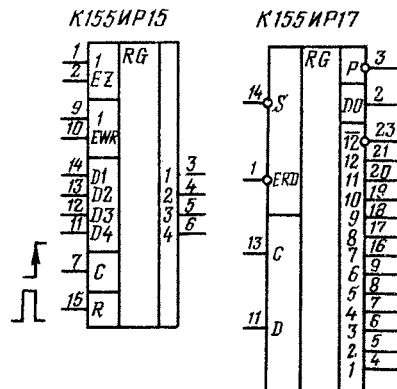 К155ИР15 К155ИР17
RG RG
1 1
2 EZ
9 1
10 EWR
14 D1 1 3
13 D2 2 4
12 D3 3 5
11 D4 4 6
7 C
15 R
P 3
DO 2
14 S
1 ERD
13 C
11 D
12 23
12 21
11 20
10 19
9 18
8 17
7 16
6 9
5 8
4 7
3 6
2 5
1 4